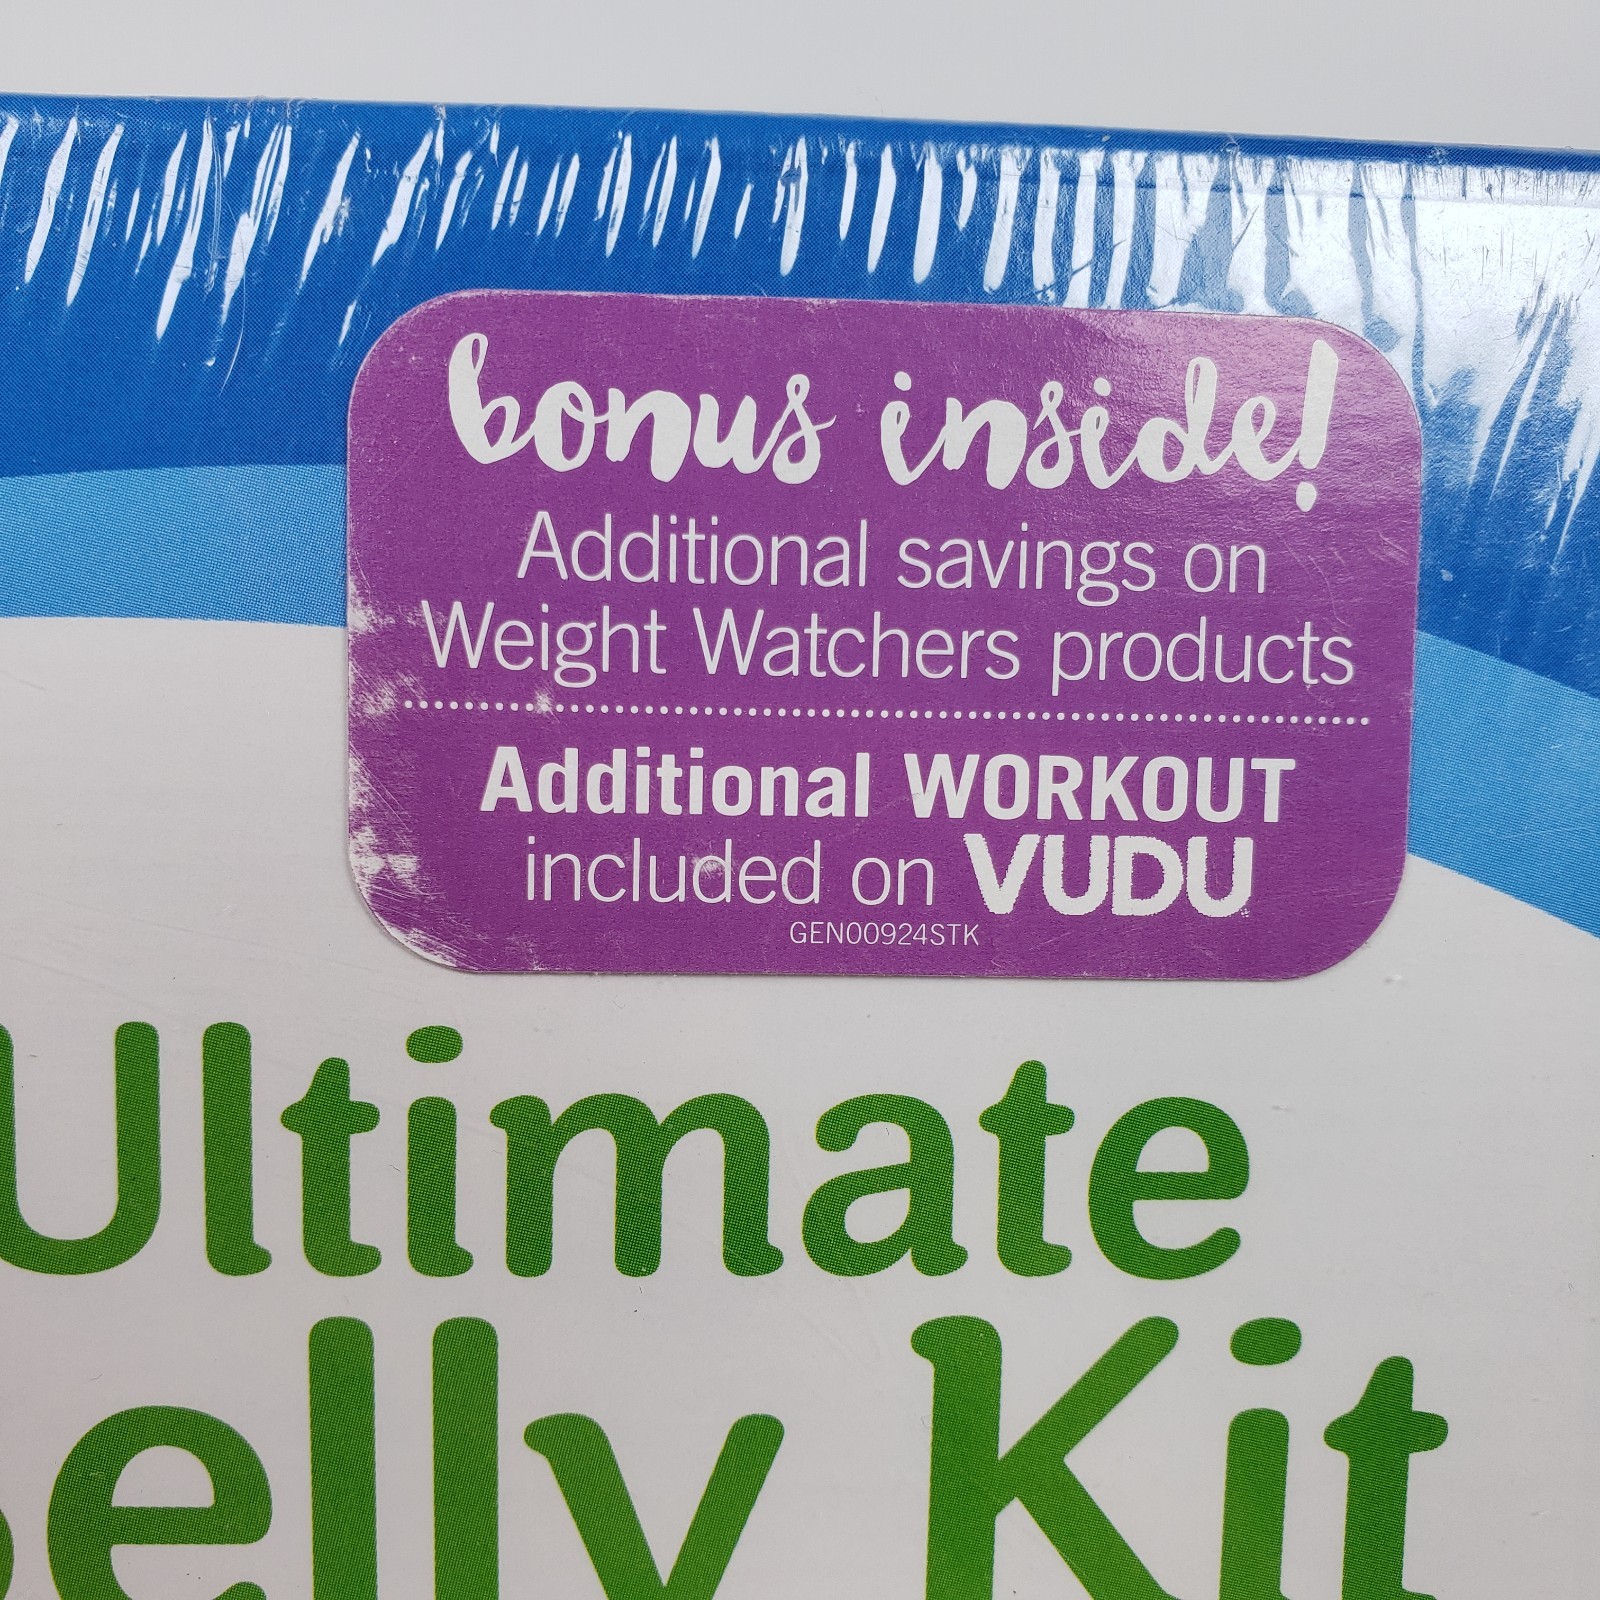 bonus inside!
Additional savings on
Weight Watchers products
Additional WORKOUT
included on VUDU
GEN00924STK
Ultimate
Kit